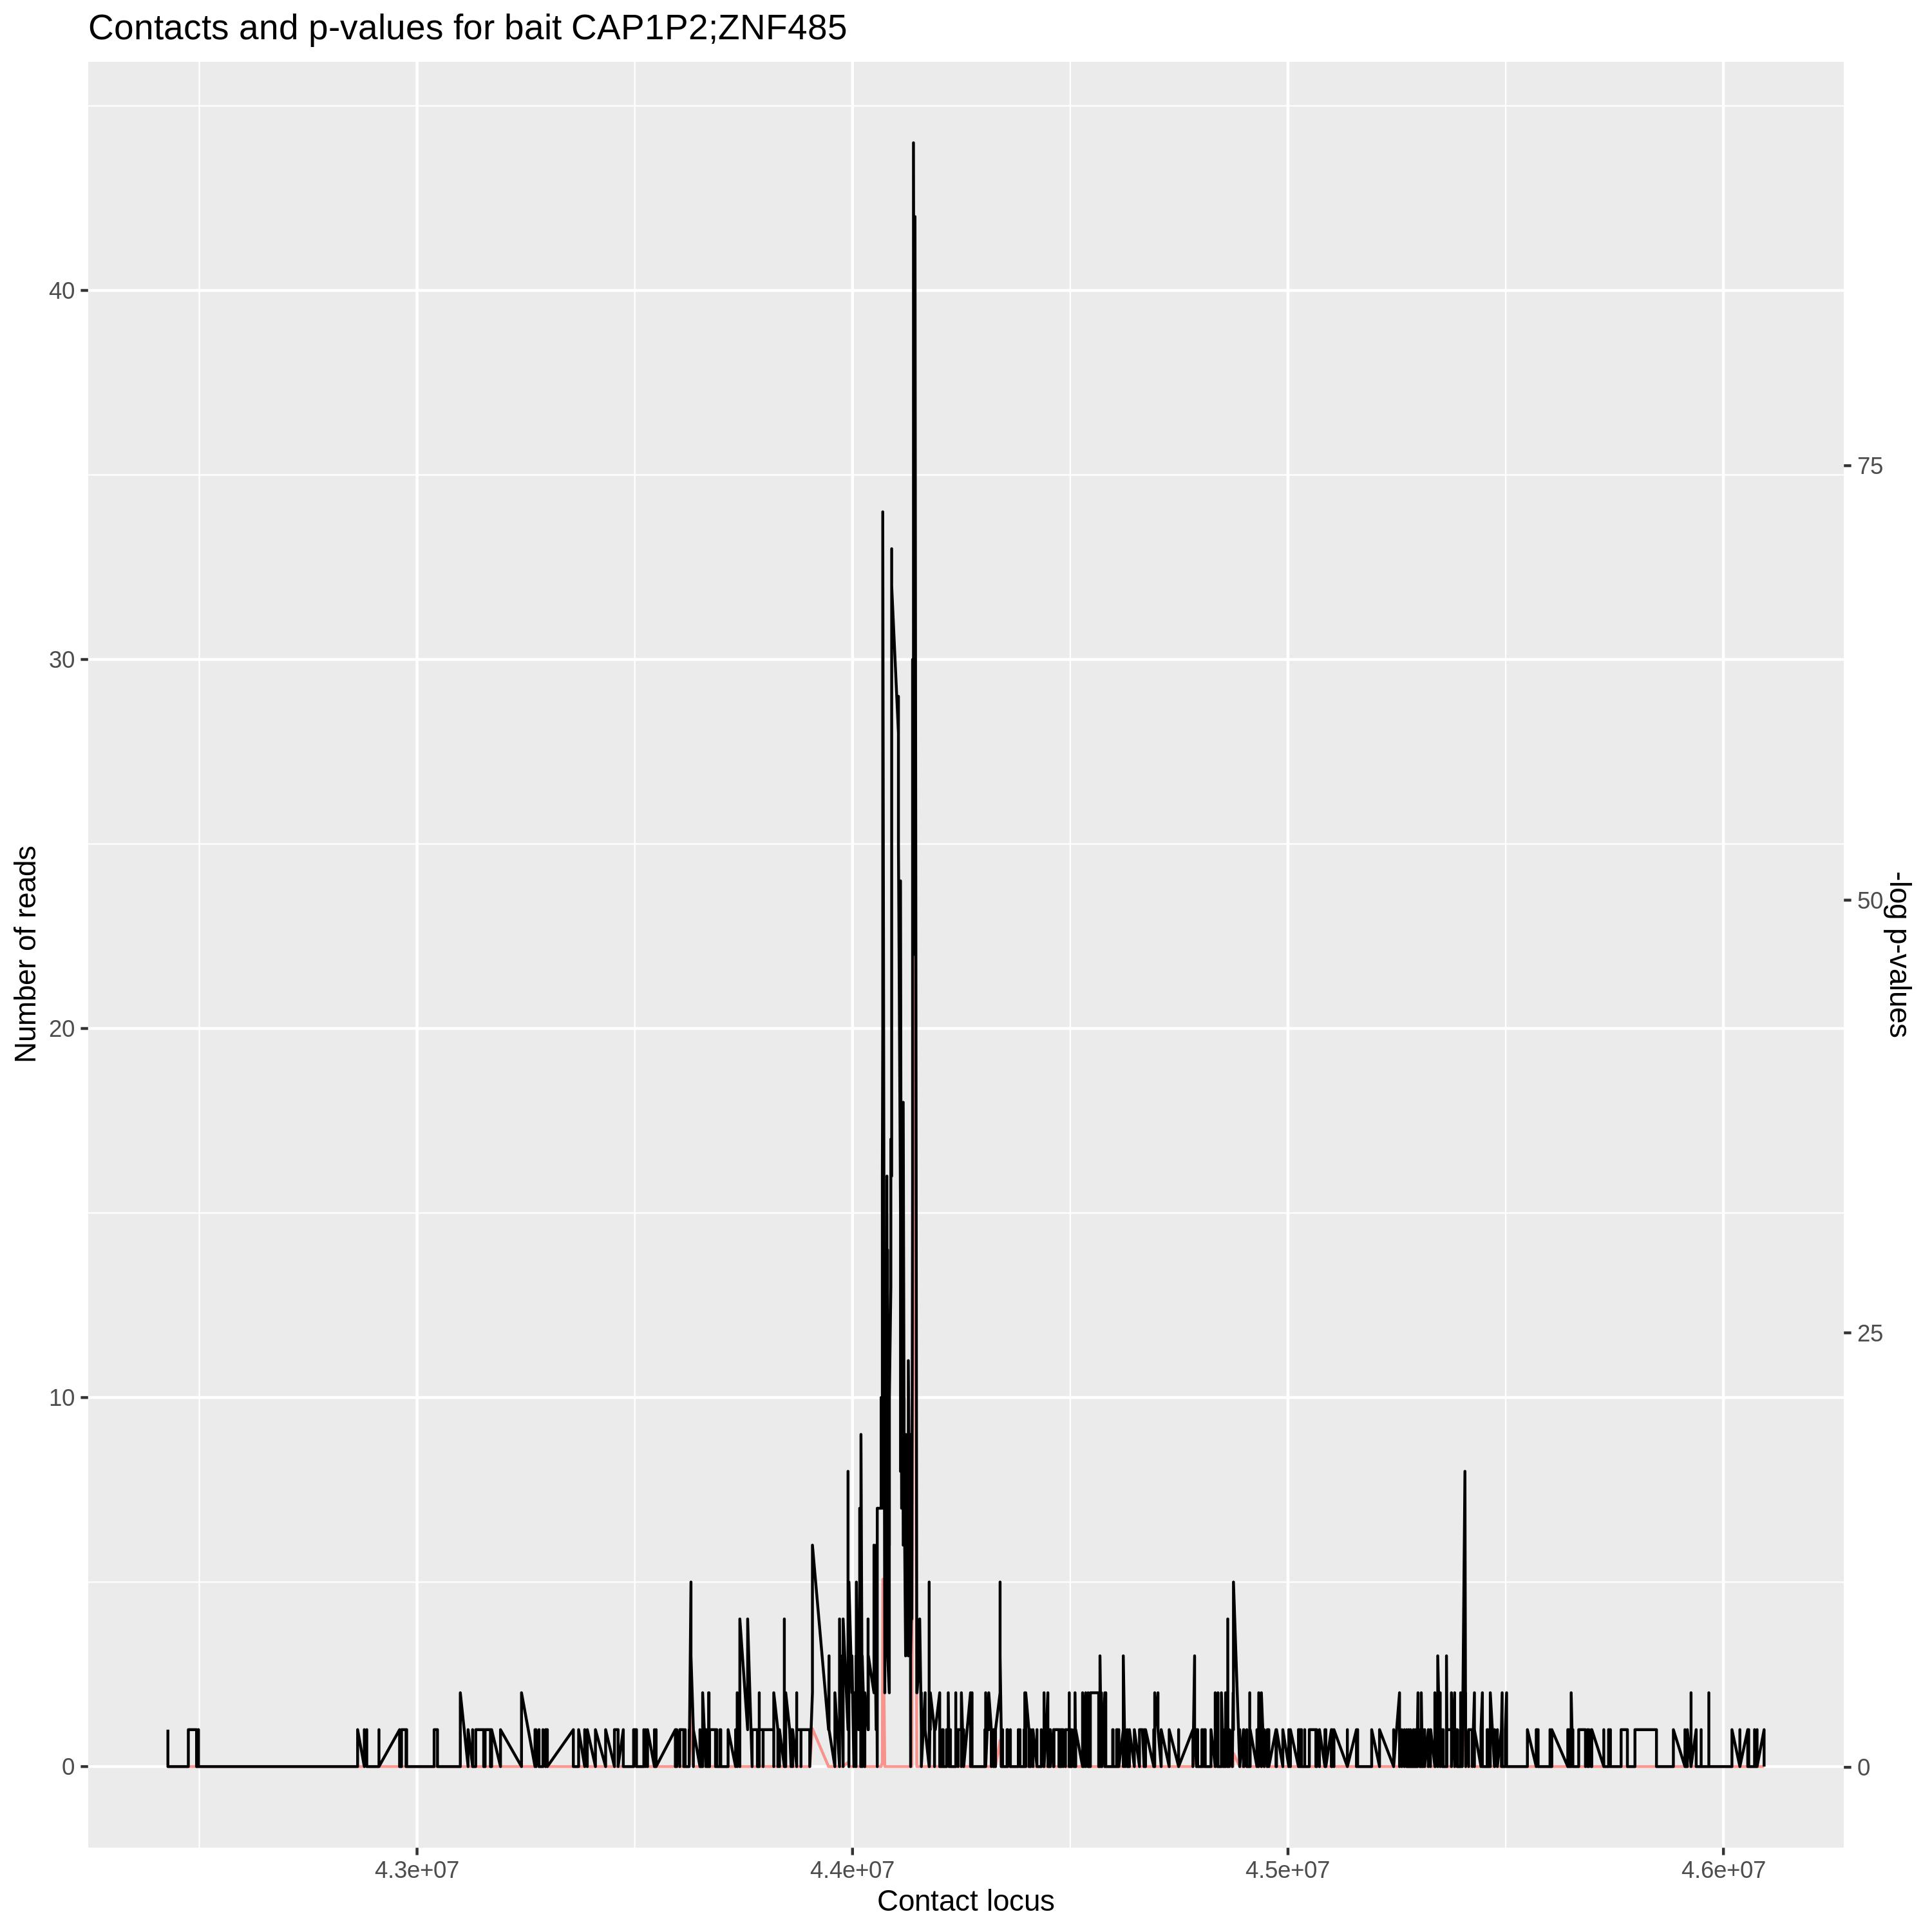 Contacts and p-values for bait CAP1P2;ZNF485
40
30
20
10
0
Number of reads
75
50
25
0
-log p-values
4.3e+07 4.4e+07 4.5e+07 4.6e+07
Contact locus